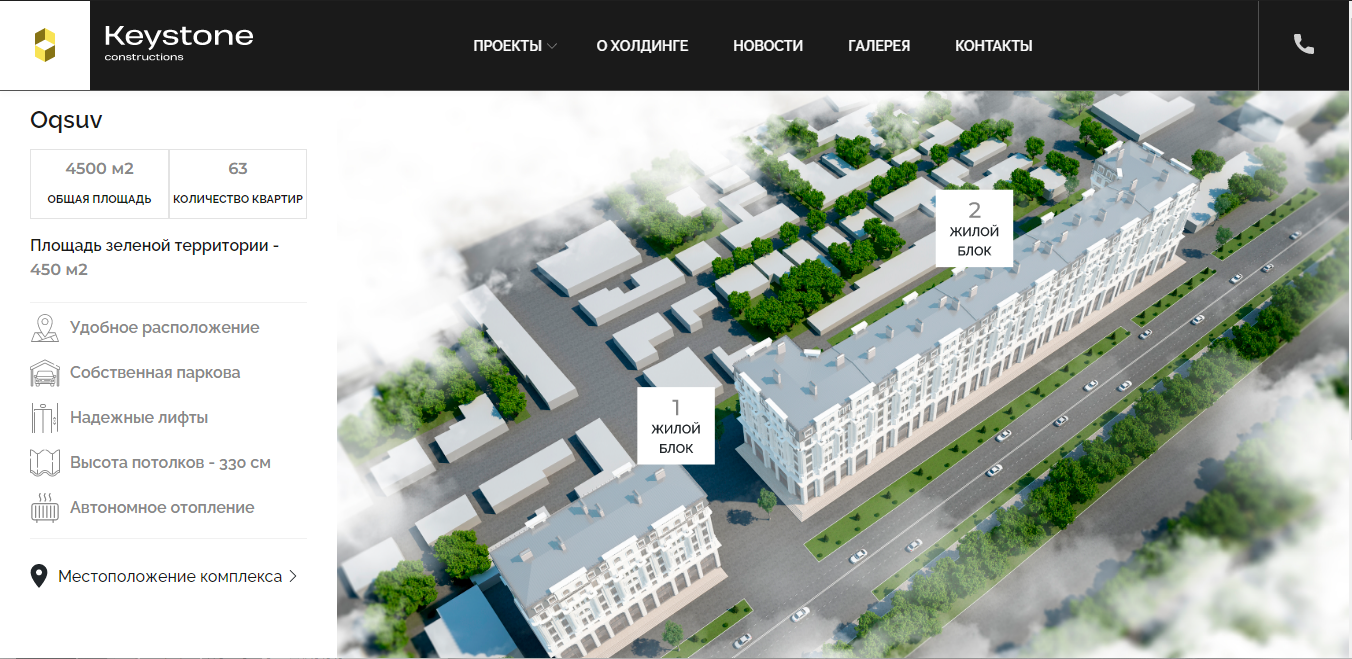 Keystone
constructions
ПРОЕКТЫ
О ХОЛДИНГЕ
НОВОСТИ
ГАЛЕРЕЯ
КОНТАКТЫ
Oqsuv
4500 м2
ОБЩАЯ ПЛОЩАДЬ
63
КОЛИЧЕСТВО КВАРТИР
Площадь зеленой территории -
450 м2
Удобное расположение
Собственная паркова
Надежные лифты
Высота потолков - 330 см
Автономное отопление
Местоположение комплекса
2
ЖИЛОЙ
БЛОК
1
ЖИЛОЙ
БЛОК